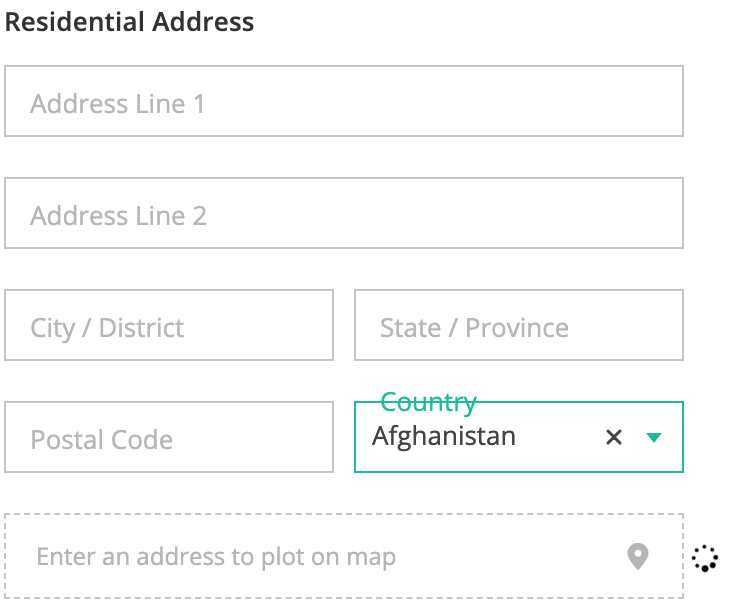 Residential Address
Address Line 1
Address Line 2
City / District
State / Province
Postal Code
Country
Afghanistan
Enter an address to plot on map